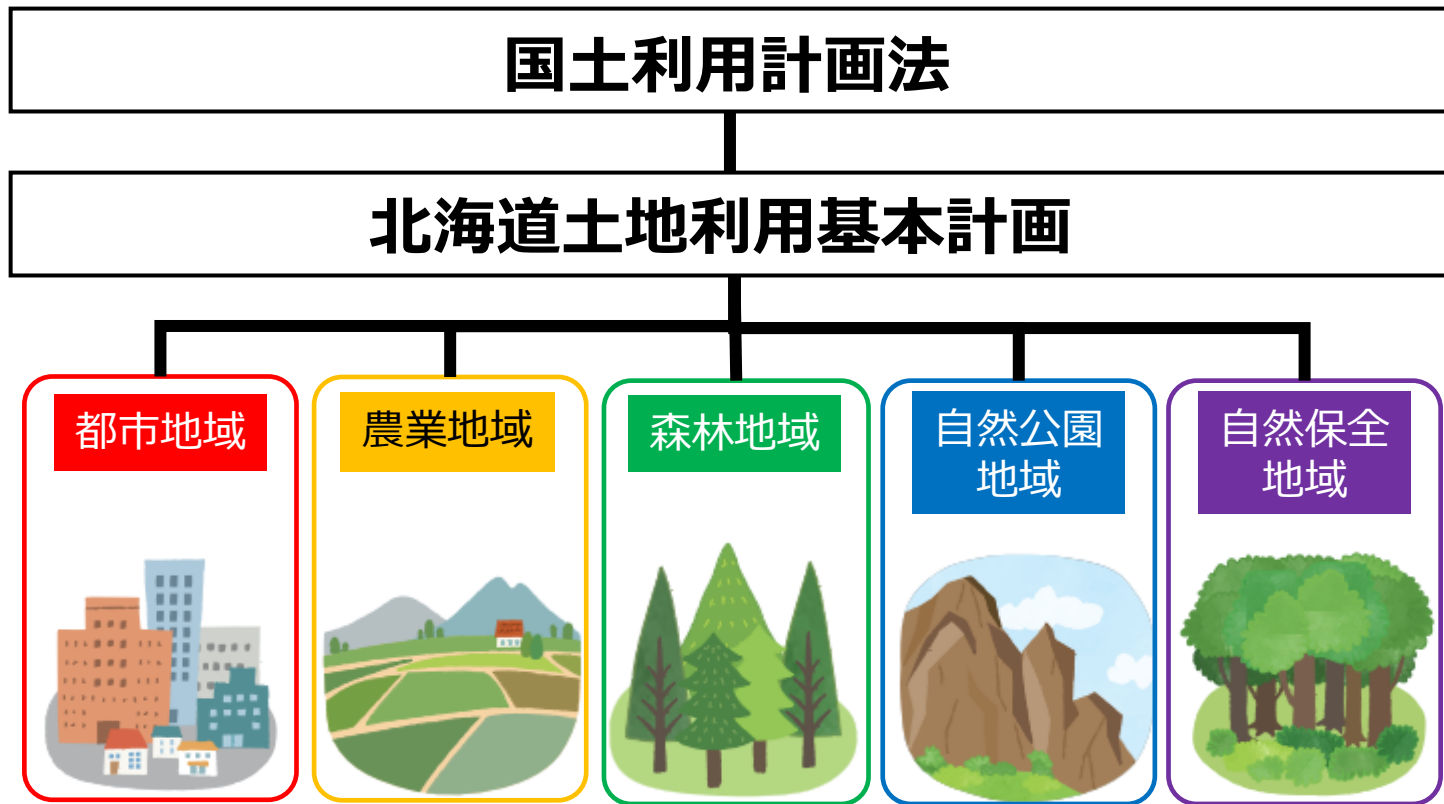 国土利用計画法
北海道土地利用基本計画
都市地域
農業地域
森林地域
自然公園
地域
自然保全
地域